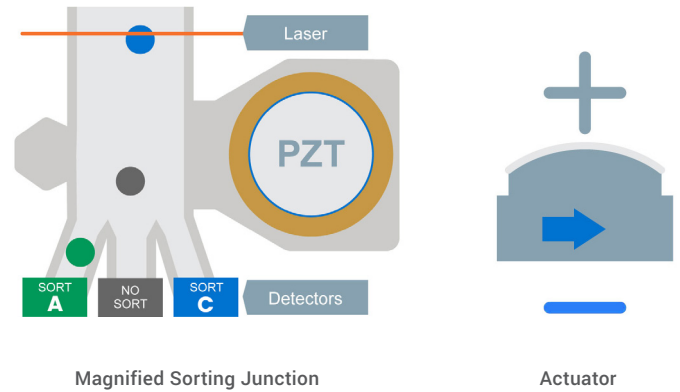 Laser
PZT
SORT
A
NO
SORT
SORT
C
Detectors
Magnified Sorting Junction
Actuator